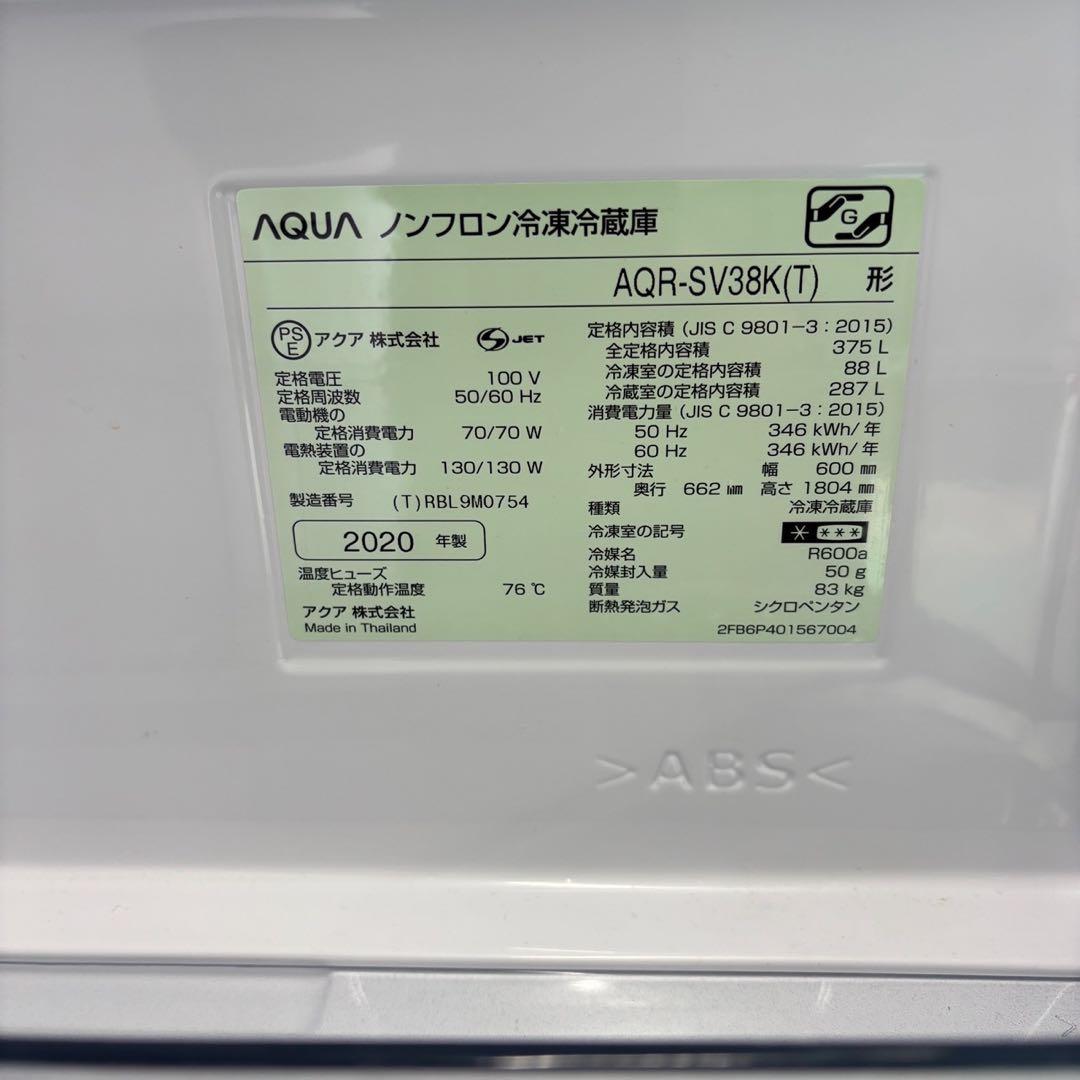 AQUA ノンフロン冷凍冷蔵庫
G
AQR-SV38K(T) 形
PS E アクア 株式会社 JET
定格電圧 100 V
定格周波数 50/60 Hz
電動機の
定格消費電力 70/70 W
電熱装置の
定格消費電力 130/130 W
製造番号 (T)RBL9M0754
2020 年製
温度ヒューズ
定格動作温度 76 ℃
アクア 株式会社
Made in Thailand
定格内容積 (JIS C 9801-3:2015)
全定格内容積 375 L
冷凍室の定格内容積 88 L
冷蔵室の定格内容積 287 L
消費電力量 (JIS C 9801-3:2015)
50 Hz 346 kWh/年
60 Hz 346 kWh/年
外形寸法 幅 600 mm
奥行 662 mm 高さ 1804 mm
種類 冷凍冷蔵庫
冷凍室の記号 * ***
冷媒名 R600a
冷媒封入量 50 g
質量 83 kg
断熱発泡ガス シクロペンタン
2FB6P401567004
>ABS<